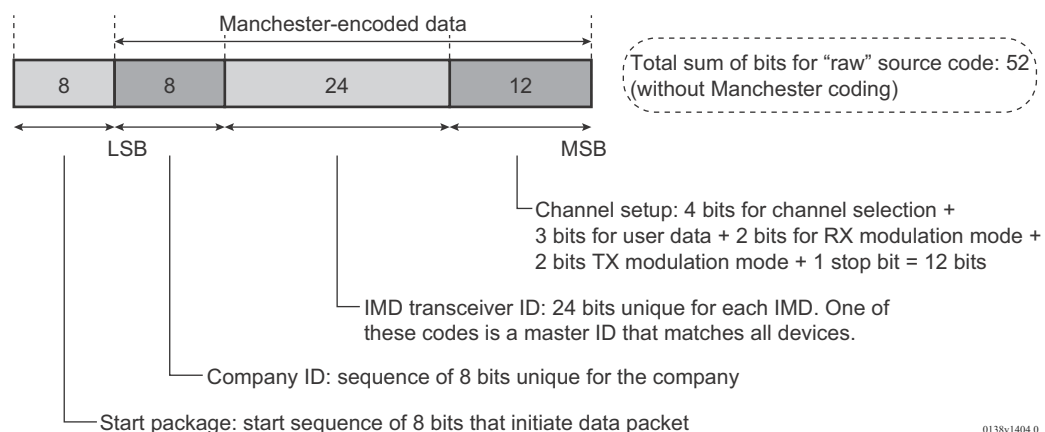 Manchester-encoded data
8 8 24 12
Total sum of bits for “raw” source code: 52
(without Manchester coding)
LSB MSB
Channel setup: 4 bits for channel selection +
3 bits for user data + 2 bits for RX modulation mode +
2 bits TX modulation mode + 1 stop bit = 12 bits
IMD transceiver ID: 24 bits unique for each IMD. One of
these codes is a master ID that matches all devices.
Company ID: sequence of 8 bits unique for the company
Start package: start sequence of 8 bits that initiate data packet
0138v1404.0